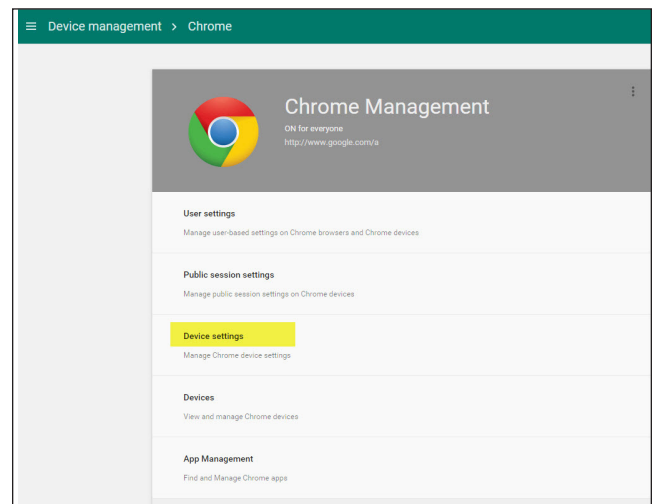 Device management > Chrome
Chrome Management
ON for everyone
http://www.google.com/a
User settings
Manage user-based settings on Chrome browsers and Chrome devices
Public session settings
Manage public session settings on Chrome devices
Device settings
Manage Chrome device settings
Devices
View and manage Chrome devices
App Management
Find and Manage Chrome apps